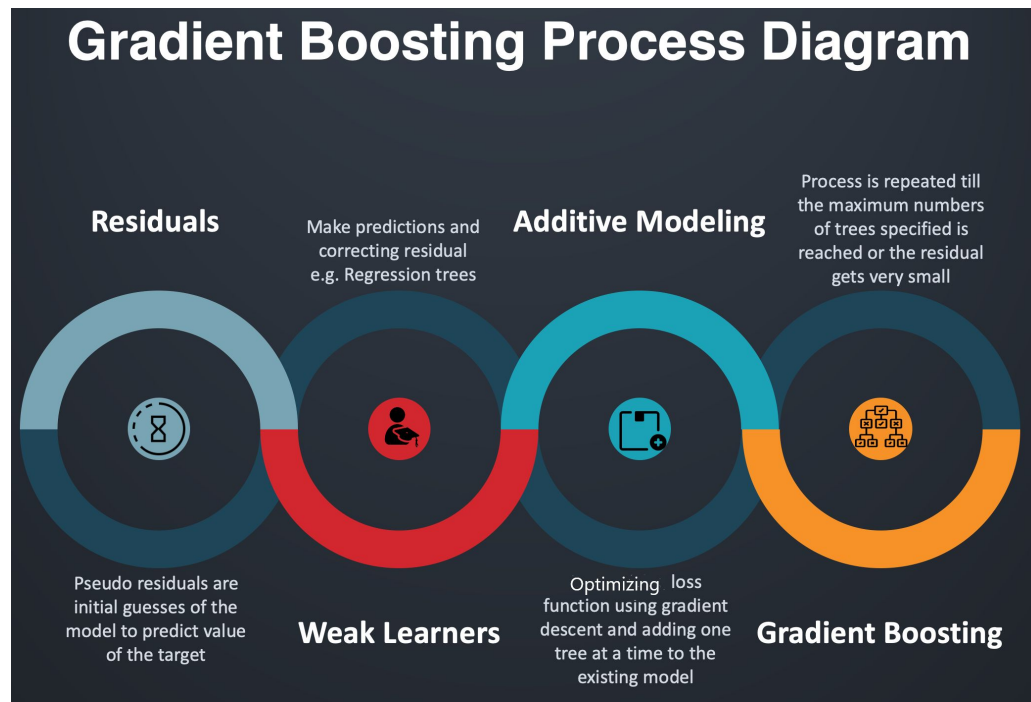 Gradient Boosting Process Diagram
Residuals
Pseudo residuals are
initial guesses of the
model to predict value
of the target
Make predictions and
correcting residual
e.g. Regression trees
Weak Learners
Additive Modeling
Optimizing loss
function using gradient
descent and adding one
tree at a time to the
existing model
Process is repeated till
the maximum numbers
of trees specified is
reached or the residual
gets very small
Gradient Boosting